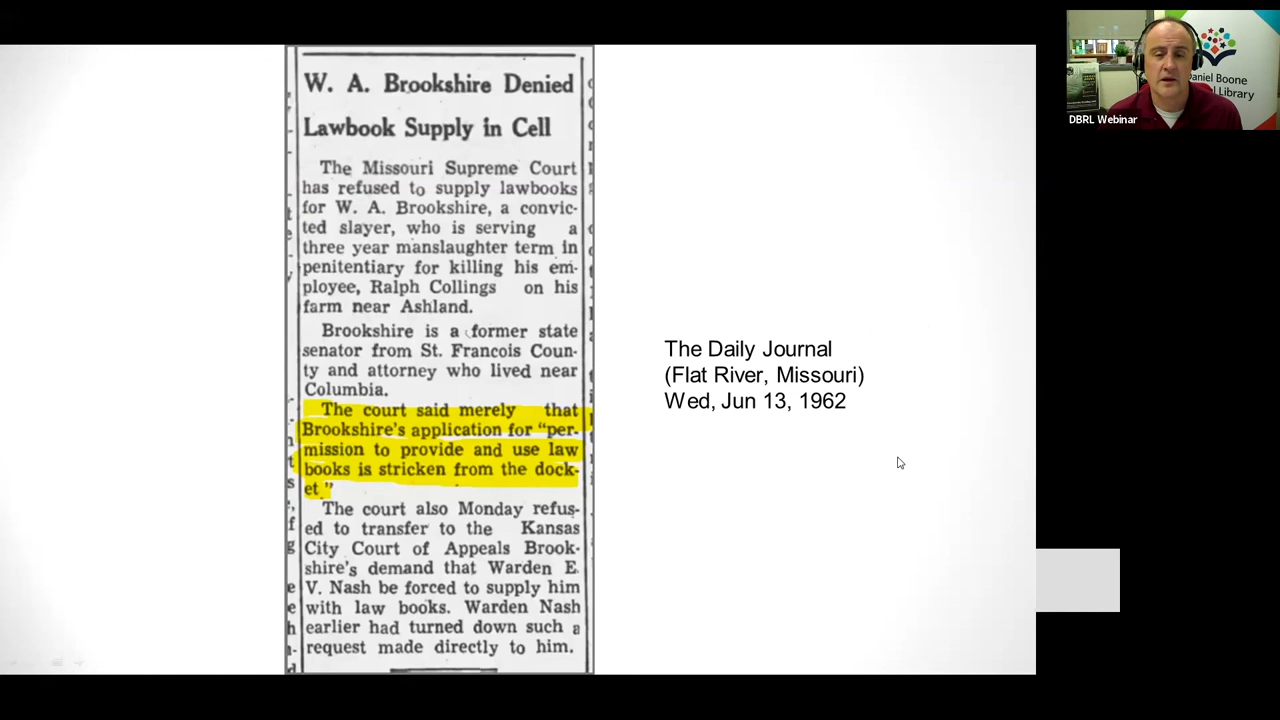 W. A. Brookshire Denied
Lawbook Supply in Cell
The Missouri Supreme Court
has refused to supply lawbooks
for W. A. Brookshire, a convic-
ted slayer, who is serving a
three year manslaughter term in
penitentiary for killing his em-
ployee, Ralph Collings on his
farm near Ashland.
Brookshire is a former state
senator from St. Francois Coun-
ty and attorney who lived near
Columbia.
The court said merely that
Brookshire's application for “per-
mission to provide and use law
books is stricken from the dock-
et”
The court also Monday refus-
ed to transfer to the Kansas
City Court of Appeals Brook-
shire's demand that Warden E.
V. Nash be forced to supply him
with law books. Warden Nash
earlier had turned down such a
request made directly to him.
The Daily Journal
(Flat River, Missouri)
Wed, Jun 13, 1962
Daniel Boone
Library
DBRL Webinar